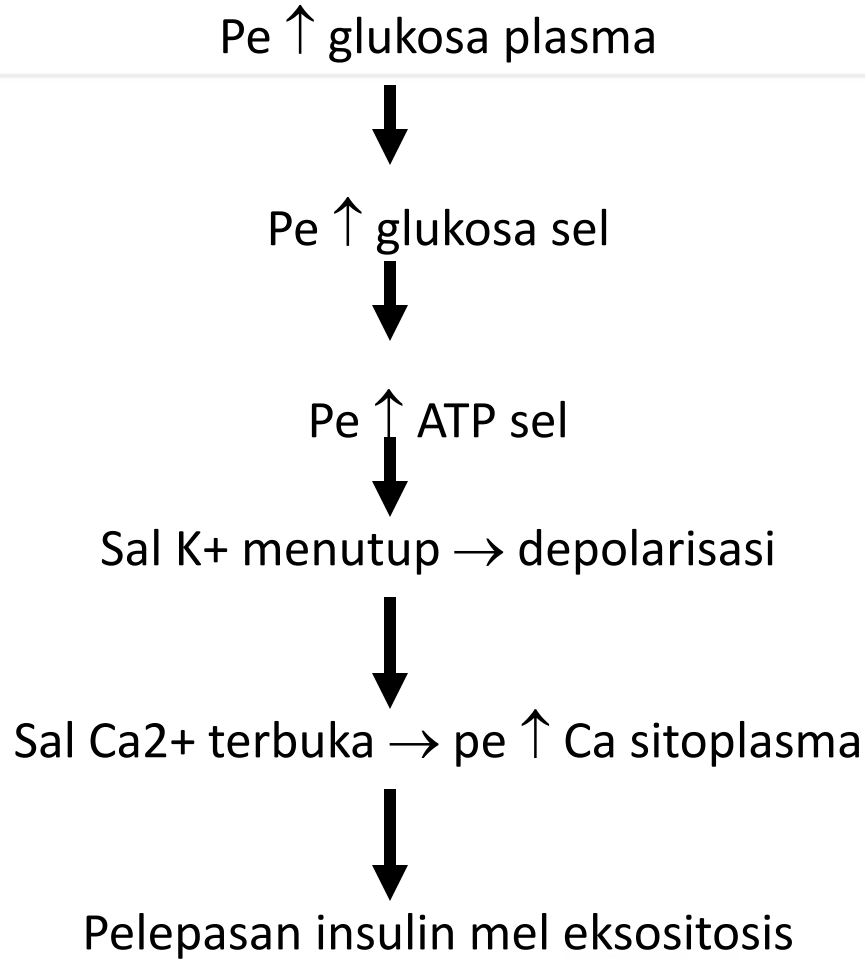 Pe ↑ glukosa plasma
Pe ↑ glukosa sel
Pe ↑ ATP sel
Sal K+ menutup → depolarisasi
Sal Ca2+ terbuka → pe ↑ Ca sitoplasma
Pelepasan insulin mel eksositosis